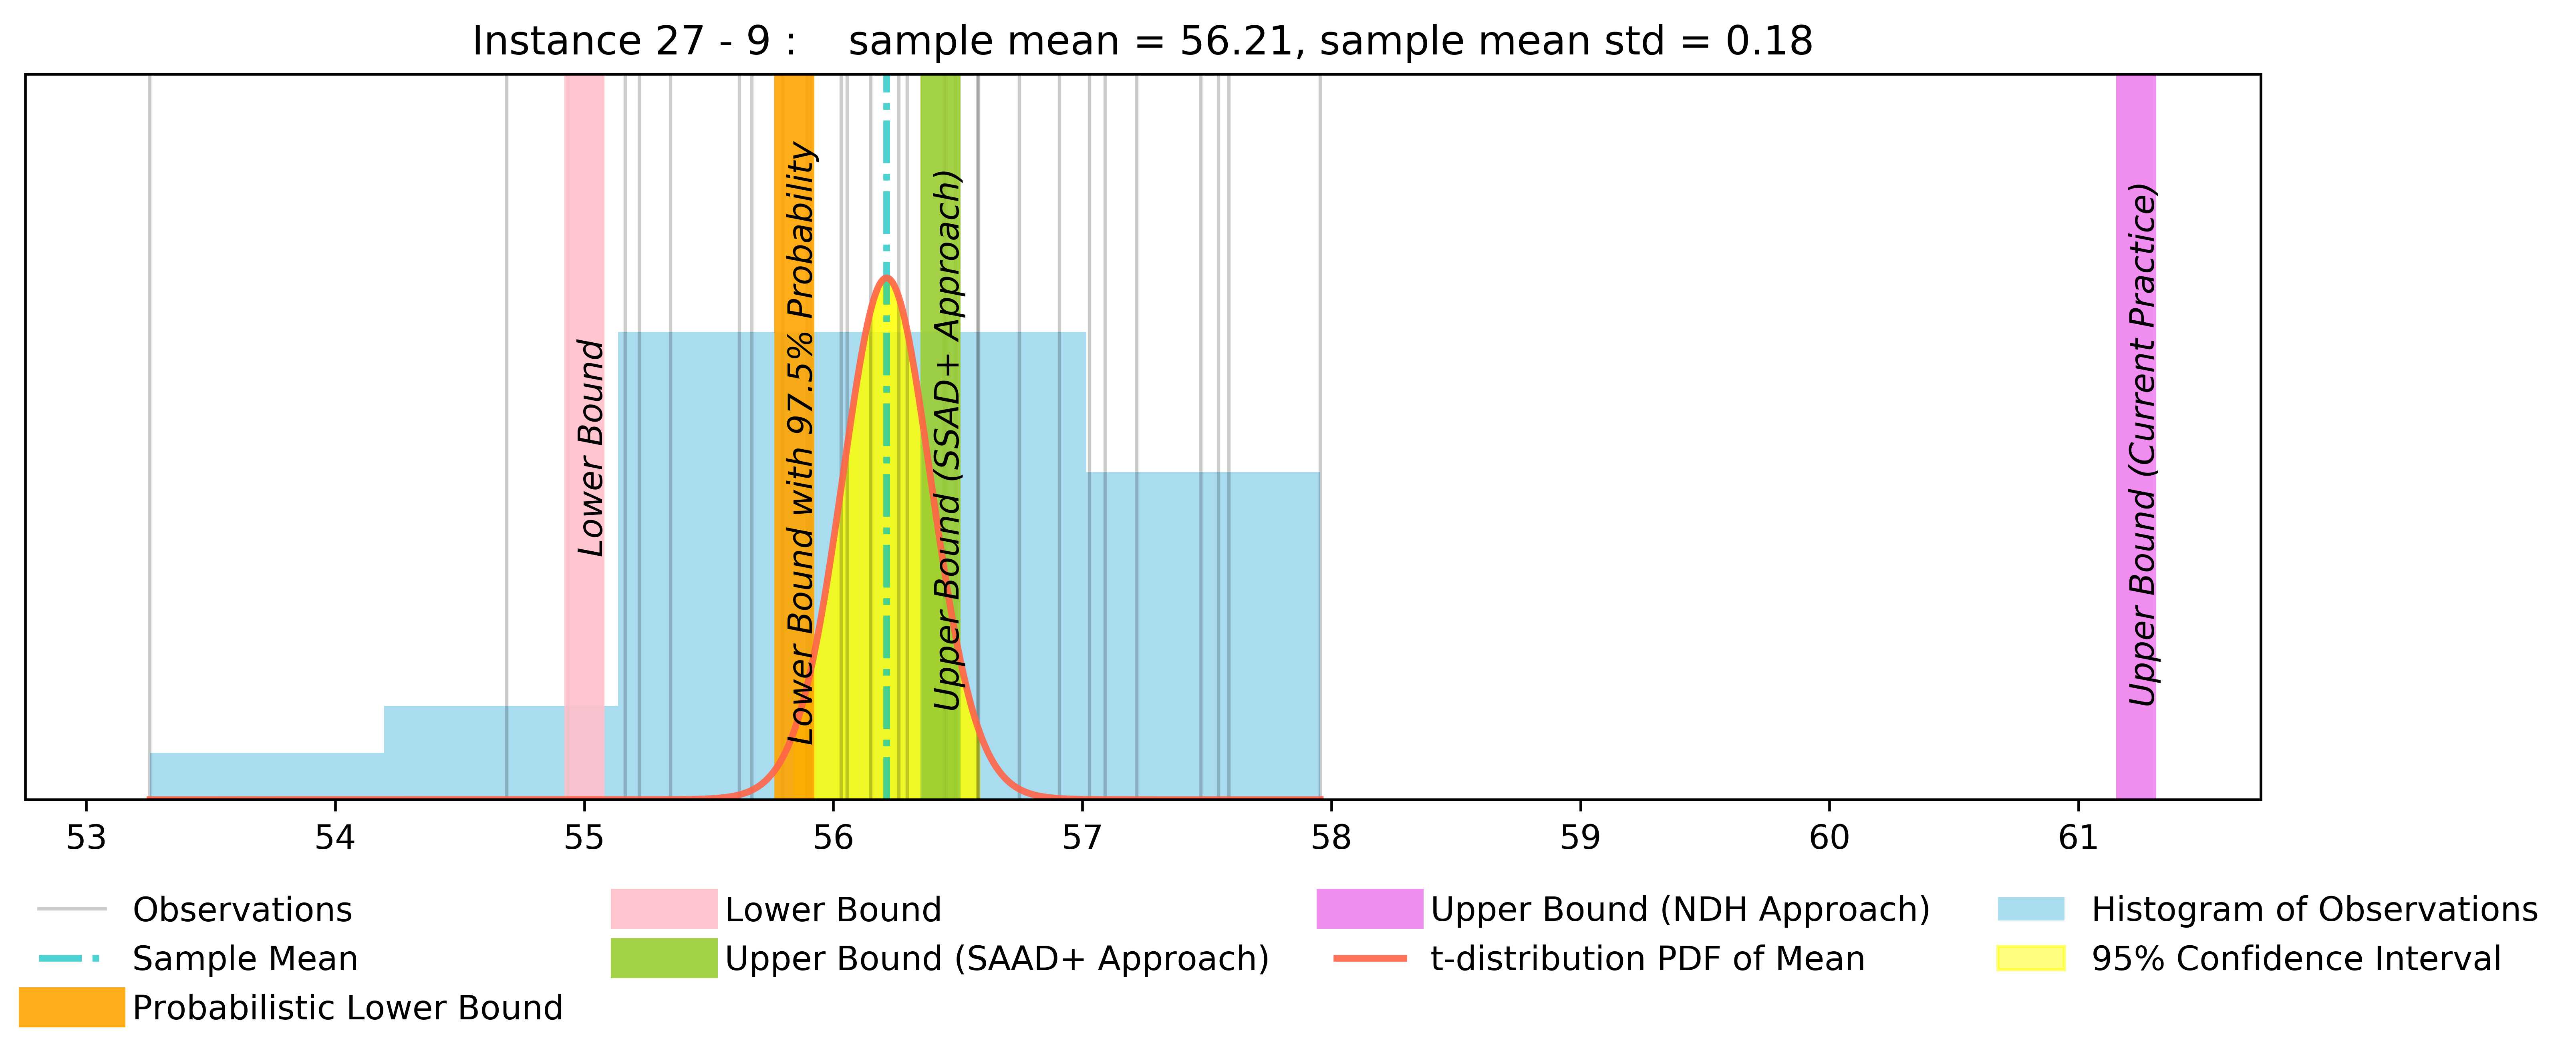 Instance 27 - 9 :    sample mean = 56.21, sample mean std = 0.18
Lower Bound
Lower Bound with 97.5% Probability
Upper Bound (SSAD+ Approach)
Upper Bound (Current Practice)
53 54 55 56 57 58 59 60 61
Observations
Sample Mean
Probabilistic Lower Bound
Lower Bound
Upper Bound (SAAD+ Approach)
Upper Bound (NDH Approach)
t-distribution PDF of Mean
Histogram of Observations
95% Confidence Interval